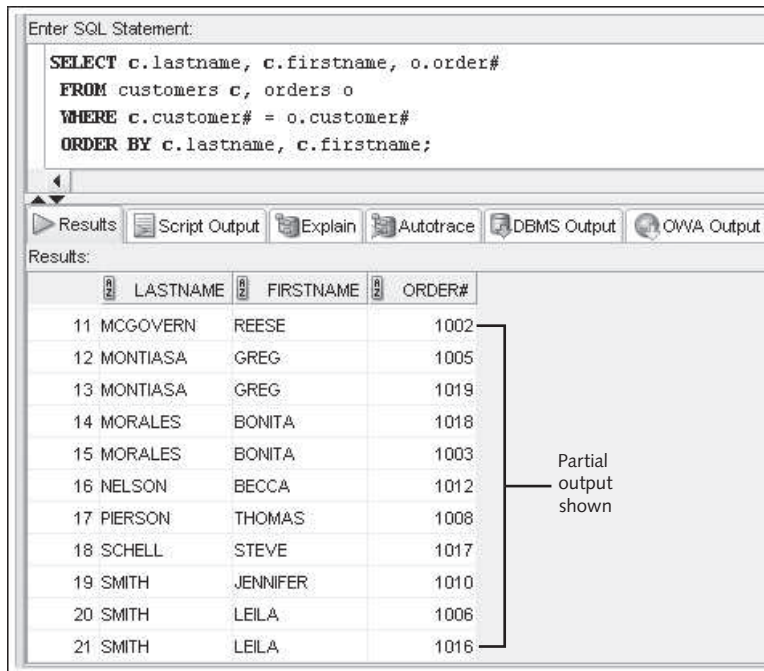 Enter SQL Statement:
SELECT c.lastname, c.firstname, o.order#
FROM customers c, orders o
WHERE c.customer# = o.customer#
ORDER BY c.lastname, c.firstname;
Results Script Output Explain Autotrace DBMS Output OWA Output
Results:
LASTNAME FIRSTNAME ORDER#
11 MCGOVERN REESE 1002
12 MONTIASA GREG 1005
13 MONTIASA GREG 1019
14 MORALES BONITA 1018
15 MORALES BONITA 1003
16 NELSON BECCA 1012
17 PIERSON THOMAS 1008
18 SCHELL STEVE 1017
19 SMITH JENNIFER 1010
20 SMITH LEILA 1006
21 SMITH LEILA 1016
Partial
output
shown